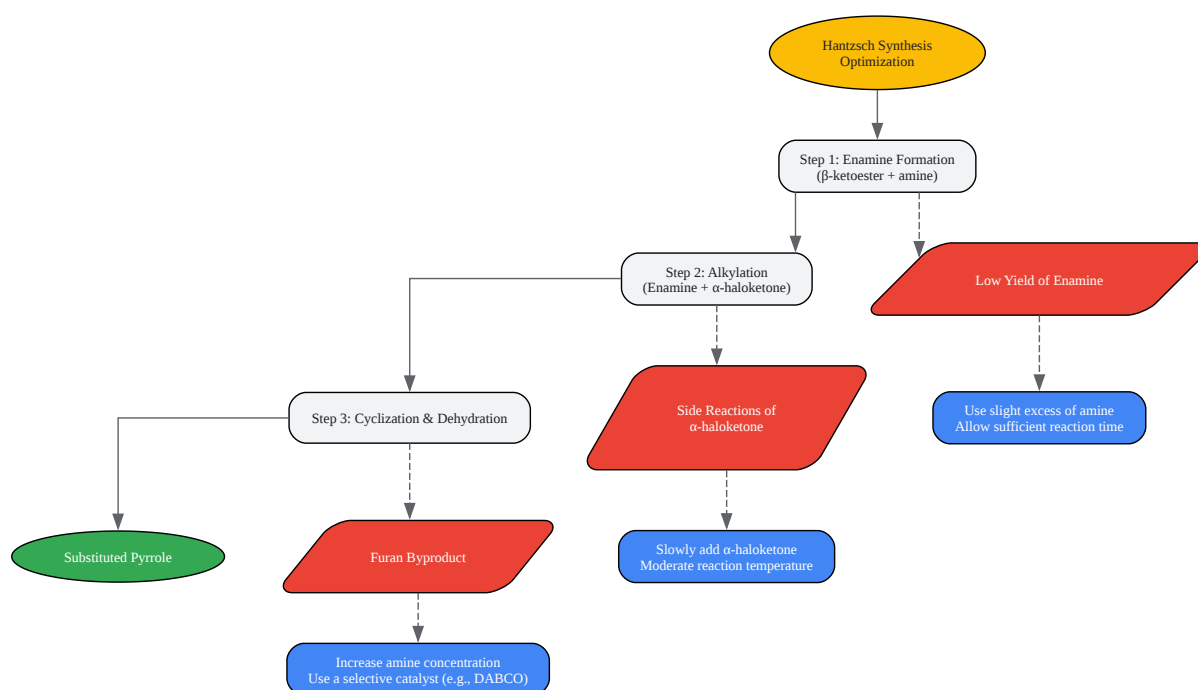 Hantzsch Synthesis
Optimization
Step 1: Enamine Formation
(β-ketoester + amine)
Step 2: Alkylation
(Enamine + α-haloketone)
Low Yield of Enamine
Step 3: Cyclization & Dehydration
Side Reactions of
α-haloketone
Use slight excess of amine
Allow sufficient reaction time
Substituted Pyrrole
Furan Byproduct
Slowly add α-haloketone
Moderate reaction temperature
Increase amine concentration
Use a selective catalyst (e.g., DABCO)